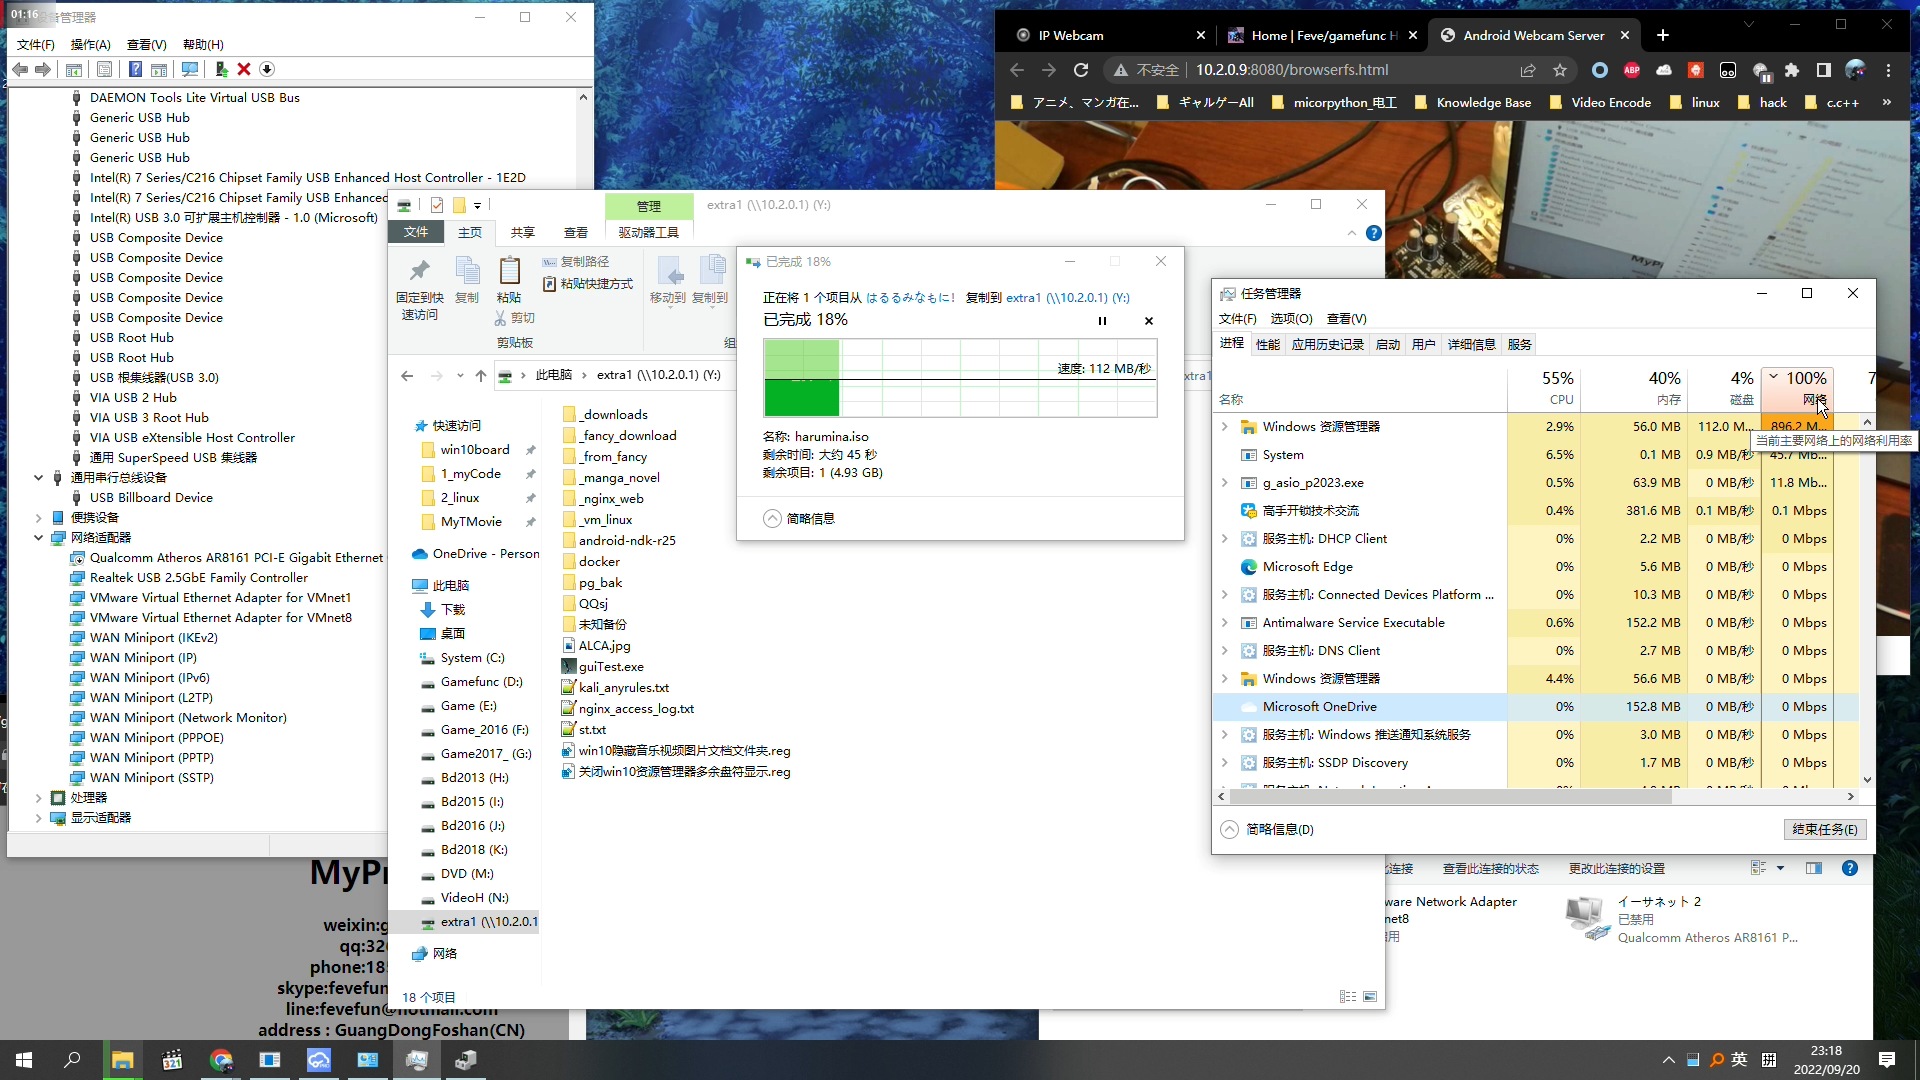 01:16
设备管理器
文件(F) 操作(A) 查看(V) 帮助(H)
DAEMON Tools Lite Virtual USB Bus
Generic USB Hub
Generic USB Hub
Generic USB Hub
Intel(R) 7 Series/C216 Chipset Family USB Enhanced Host Controller - 1E2D
Intel(R) 7 Series/C216 Chipset Family USB Enhanced
Intel(R) USB 3.0 可扩展主机控制器 - 1.0 (Microsoft)
USB Composite Device
USB Composite Device
USB Composite Device
USB Composite Device
USB Composite Device
USB Root Hub
USB Root Hub
USB 根集线器(USB 3.0)
VIA USB 2 Hub
VIA USB 3 Root Hub
VIA USB eXtensible Host Controller
通用 SuperSpeed USB 集线器
通用串行总线设备
USB Billboard Device
便携设备
网络适配器
Qualcomm Atheros AR8161 PCI-E Gigabit Ethernet
Realtek USB 2.5GbE Family Controller
VMware Virtual Ethernet Adapter for VMnet1
VMware Virtual Ethernet Adapter for VMnet8
WAN Miniport (IKEv2)
WAN Miniport (IP)
WAN Miniport (IPv6)
WAN Miniport (L2TP)
WAN Miniport (Network Monitor)
WAN Miniport (PPPOE)
WAN Miniport (PPTP)
WAN Miniport (SSTP)
处理器
显示适配器
MyPr
weixin:g
qq:32
phone:18
skype:fevefun
line:fevefun@hotmail.com
address : GuangDongFoshan(CN)
管理
extra1 (\\10.2.0.1) (Y:)
文件 主页 共享 查看 驱动器工具
固定到快
速访问
复制
粘贴
复制路径
粘贴快捷方式
剪切
剪贴板
移动到 复制到
组
此电脑 extra1 (\\10.2.0.1) (Y:)
快速访问
win10board
1_myCode
2_linux
MyTMovie
OneDrive - Person
此电脑
下载
桌面
System (C:)
Gamefunc (D:)
Game (E:)
Game_2016 (F:)
Game2017_ (G:)
Bd2013 (H:)
Bd2015 (I:)
Bd2016 (J:)
Bd2018 (K:)
DVD (M:)
VideoH (N:)
extra1 (\\10.2.0.1
网络
_downloads
_fancy_download
_from_fancy
_manga_novel
_nginx_web
_vm_linux
android-ndk-r25
docker
pg_bak
QQsj
未知备份
ALCA.jpg
guiTest.exe
kali_anyrules.txt
nginx_access_log.txt
st.txt
win10隐藏音乐视频图片文档文件夹.reg
关闭win10资源管理器多余盘符显示.reg
18 个项目
已完成 18%
正在将 1 个项目从 はるるみなもに! 复制到 extra1 (\\10.2.0.1) (Y:)
已完成 18%
速度: 112 MB/秒
名称: harumina.iso
剩余时间: 大约 45 秒
剩余项目: 1 (4.93 GB)
简略信息
IP Webcam
Home | Feve/gamefunc H
Android Webcam Server
不安全 10.2.0.9:8080/browserfs.html
アニメ、マンガ在...
ギャルゲーAll
micorpython_电工
Knowledge Base
Video Encode
linux
hack
c.c++
任务管理器
文件(F) 选项(O) 查看(V)
进程 性能 应用历史记录 启动 用户 详细信息 服务
55% 40% 4% 100% 7
名称 CPU 内存 磁盘 网络
当前主要网络上的网络利用率
Windows 资源管理器 2.9% 56.0 MB 112.0 M... 896.2 M...
System 6.5% 0.1 MB 0.9 MB/秒 45.7 Mb...
g_asio_p2023.exe 0.5% 63.9 MB 0 MB/秒 11.8 Mb...
高手开锁技术交流 0.4% 381.6 MB 0.1 MB/秒 0.1 Mbps
服务主机: DHCP Client 0% 2.2 MB 0 MB/秒 0 Mbps
Microsoft Edge 0% 5.6 MB 0 MB/秒 0 Mbps
服务主机: Connected Devices Platform ... 0% 10.3 MB 0 MB/秒 0 Mbps
Antimalware Service Executable 0.6% 152.2 MB 0 MB/秒 0 Mbps
服务主机: DNS Client 0% 2.7 MB 0 MB/秒 0 Mbps
Windows 资源管理器 4.4% 56.6 MB 0 MB/秒 0 Mbps
Microsoft OneDrive 0% 152.8 MB 0 MB/秒 0 Mbps
服务主机: Windows 推送通知系统服务 0% 3.0 MB 0 MB/秒 0 Mbps
服务主机: SSDP Discovery 0% 1.7 MB 0 MB/秒 0 Mbps
简略信息(D)
结束任务(E)
连接 查看此连接的状态 更改此连接的设置
ware Network Adapter
net8
用
イーサネット 2
已禁用
Qualcomm Atheros AR8161 P...
英
23:18
2022/09/20